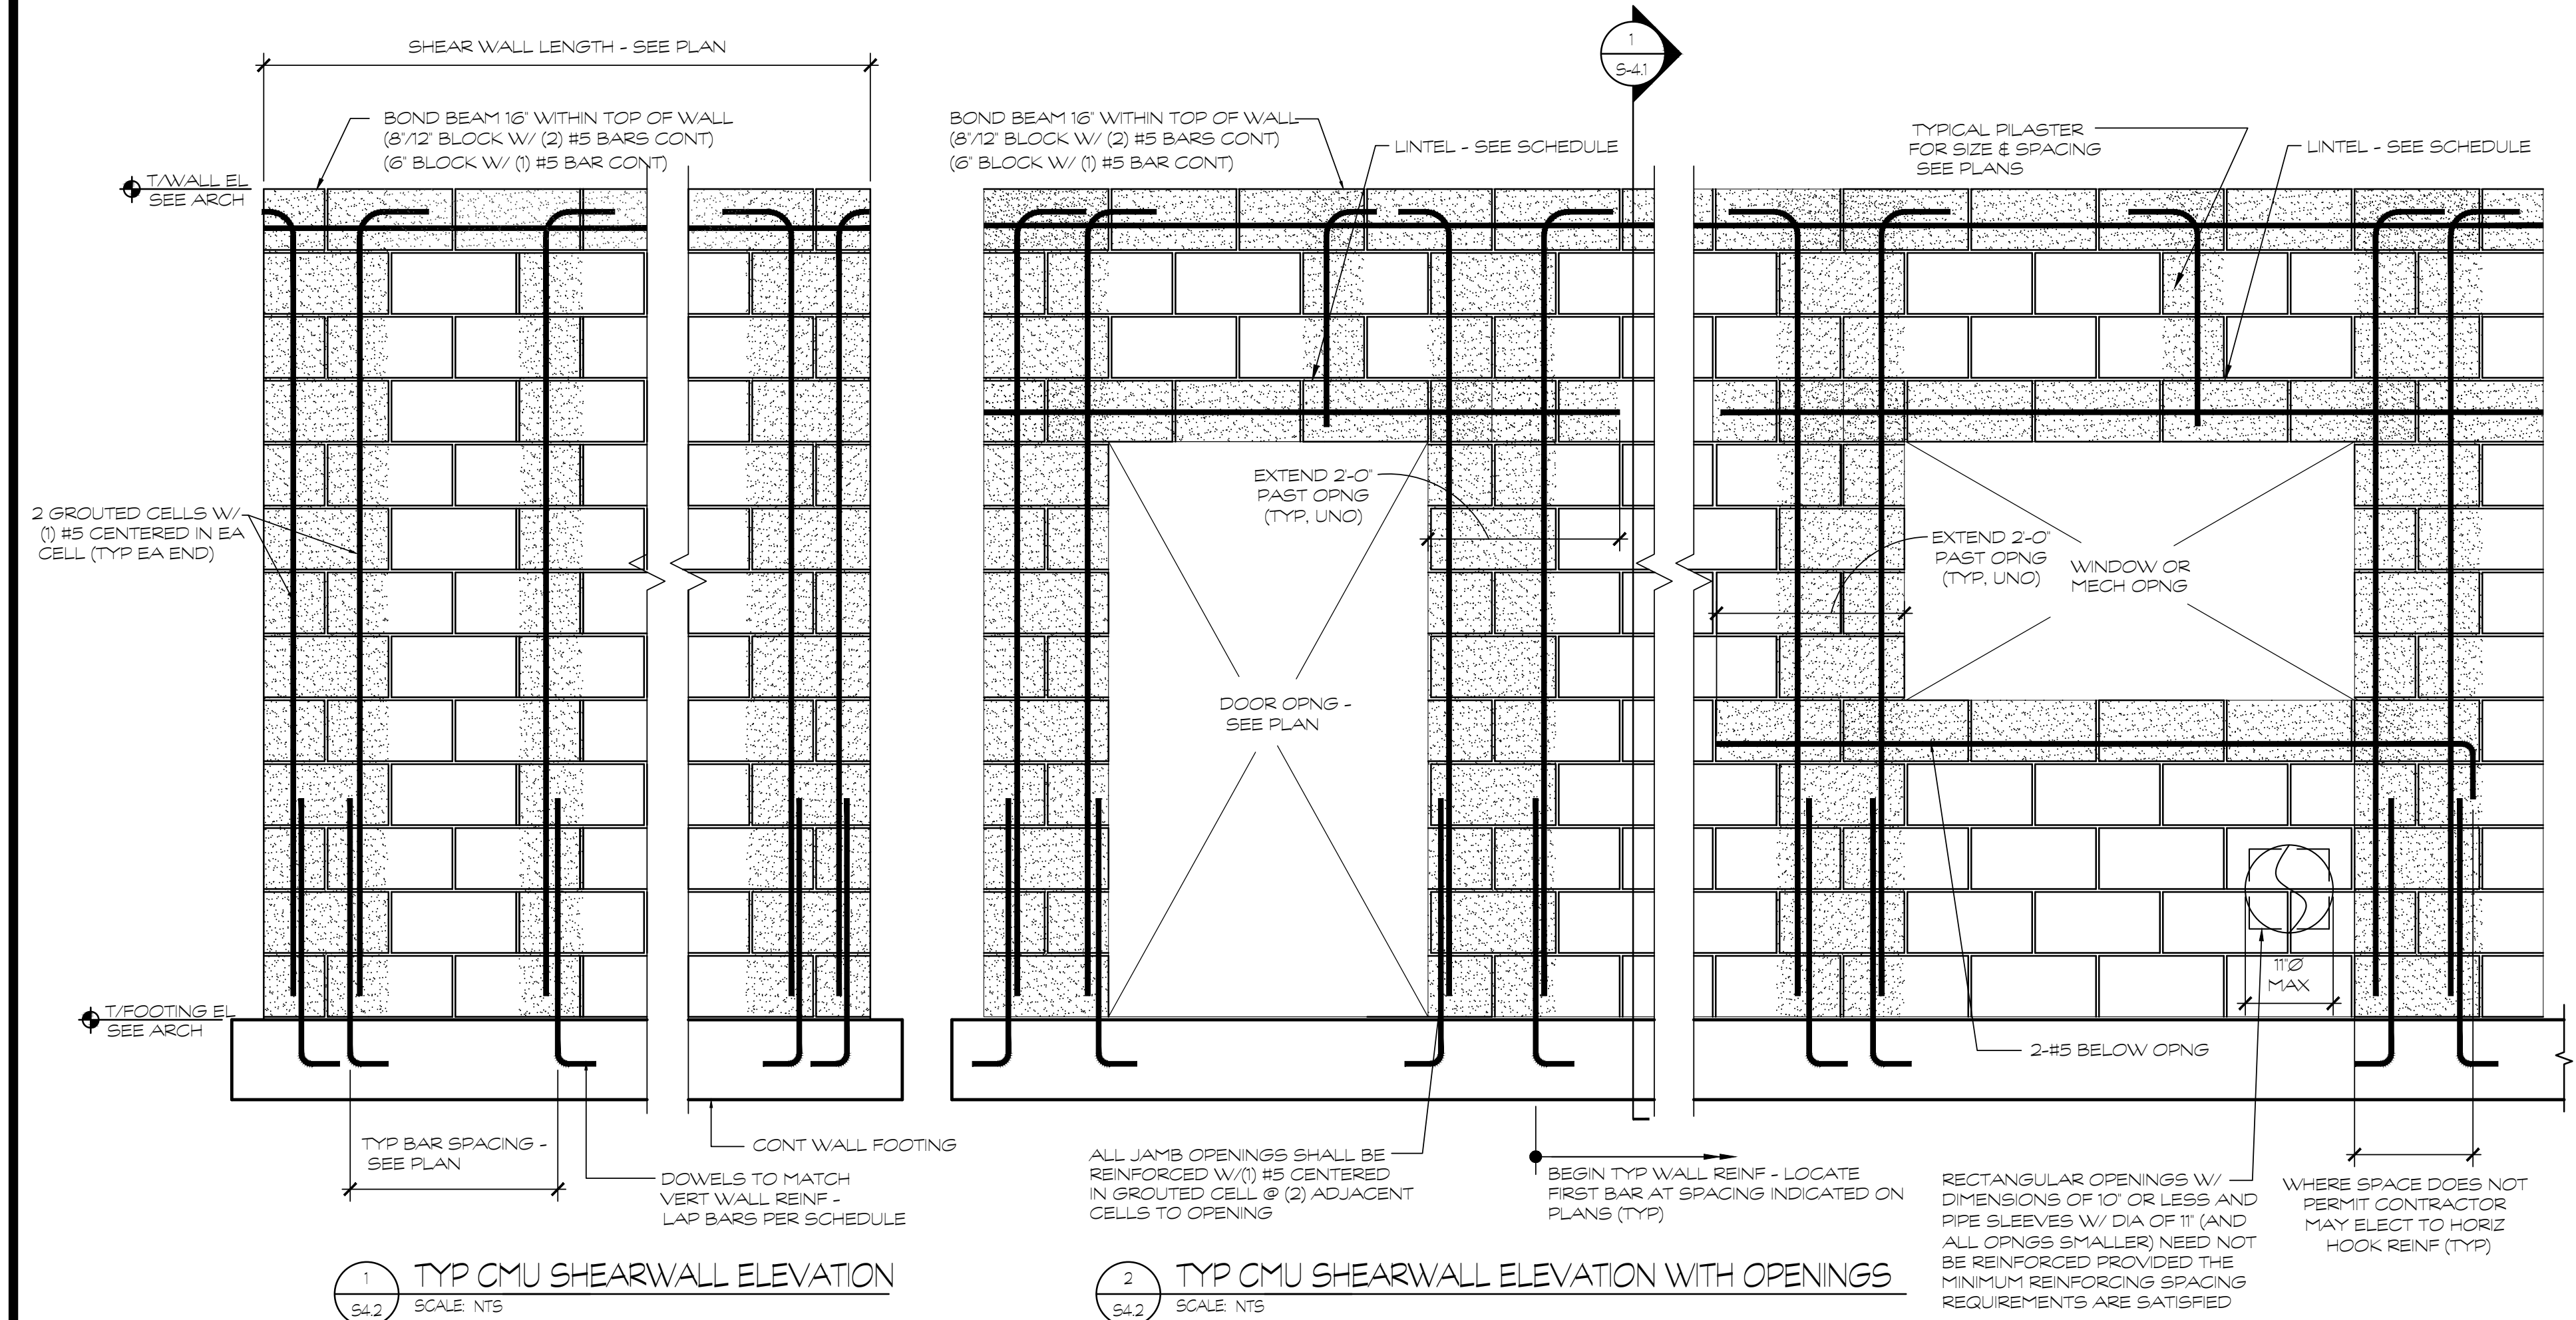 SHEAR WALL LENGTH - SEE PLAN
BOND BEAM 16" WITHIN TOP OF WALL
(8"/12" BLOCK W/ (2) #5 BARS CONT)
(6" BLOCK W/ (1) #5 BAR CONT)
T/WALL EL
SEE ARCH
2 GROUTED CELLS W/
(1) #5 CENTERED IN EA
CELL (TYP EA END)
T/FOOTING EL
SEE ARCH
TYP BAR SPACING -
SEE PLAN
CONT WALL FOOTING
DOWELS TO MATCH
VERT WALL REINF -
LAP BARS PER SCHEDULE
1
S4.2
TYP CMU SHEARWALL ELEVATION
SCALE: NTS
1
S-4.1
BOND BEAM 16" WITHIN TOP OF WALL
(8"/12" BLOCK W/ (2) #5 BARS CONT)
(6" BLOCK W/ (1) #5 BAR CONT)
LINTEL - SEE SCHEDULE
TYPICAL PILASTER
FOR SIZE & SPACING
SEE PLANS
LINTEL - SEE SCHEDULE
EXTEND 2'-0"
PAST OPNG
(TYP, UNO)
DOOR OPNG -
SEE PLAN
EXTEND 2'-0"
PAST OPNG
(TYP, UNO)
WINDOW OR
MECH OPNG
11"Ø
MAX
2-#5 BELOW OPNG
ALL JAMB OPENINGS SHALL BE
REINFORCED W/(1) #5 CENTERED
IN GROUTED CELL @ (2) ADJACENT
CELLS TO OPENING
BEGIN TYP WALL REINF - LOCATE
FIRST BAR AT SPACING INDICATED ON
PLANS (TYP)
RECTANGULAR OPENINGS W/
DIMENSIONS OF 10" OR LESS AND
PIPE SLEEVES W/ DIA OF 11" (AND
ALL OPNGS SMALLER) NEED NOT
BE REINFORCED PROVIDED THE
MINIMUM REINFORCING SPACING
REQUIREMENTS ARE SATISFIED
WHERE SPACE DOES NOT
PERMIT CONTRACTOR
MAY ELECT TO HORIZ
HOOK REINF (TYP)
2
S4.2
TYP CMU SHEARWALL ELEVATION WITH OPENINGS
SCALE: NTS